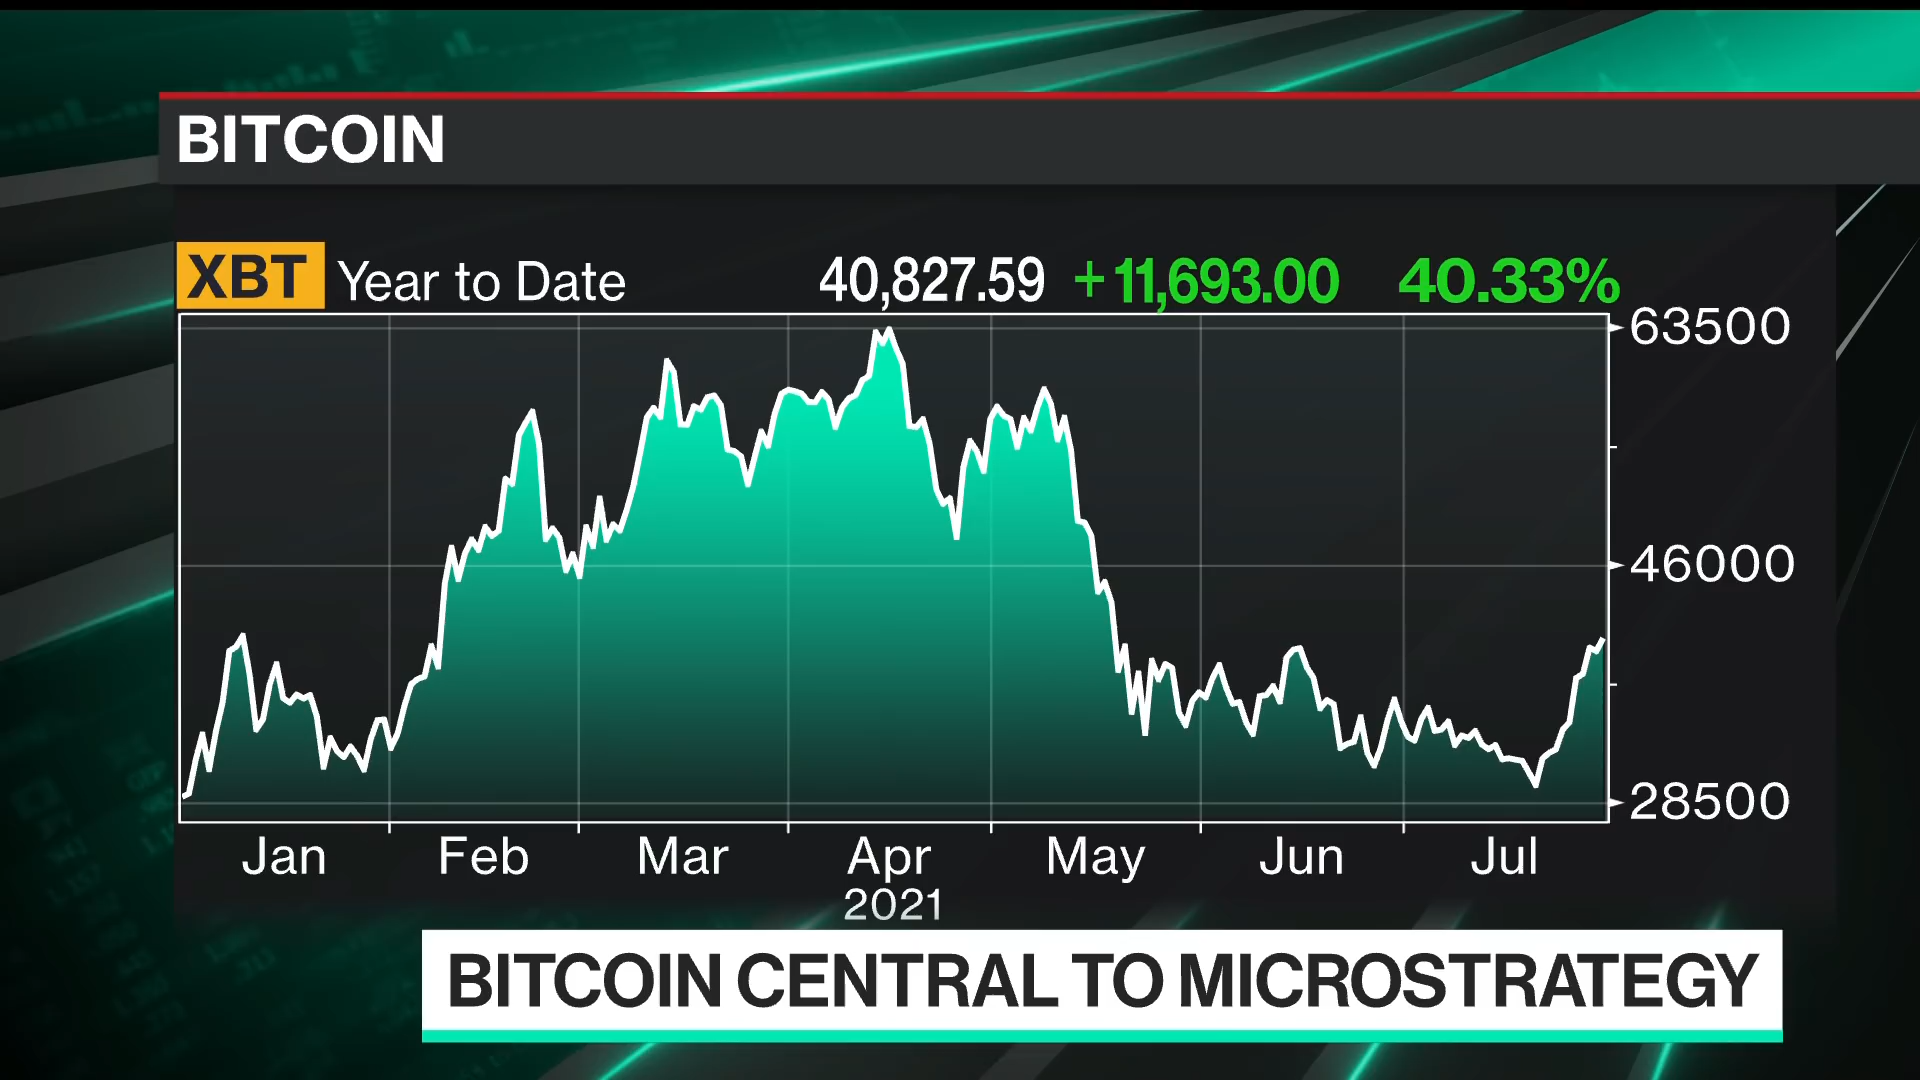 BITCOIN
XBT Year to Date 40,827.59 +11,693.00 40.33%
63500
46000
28500
Jan Feb Mar Apr May Jun Jul
2021
BITCOIN CENTRAL TO MICROSTRATEGY